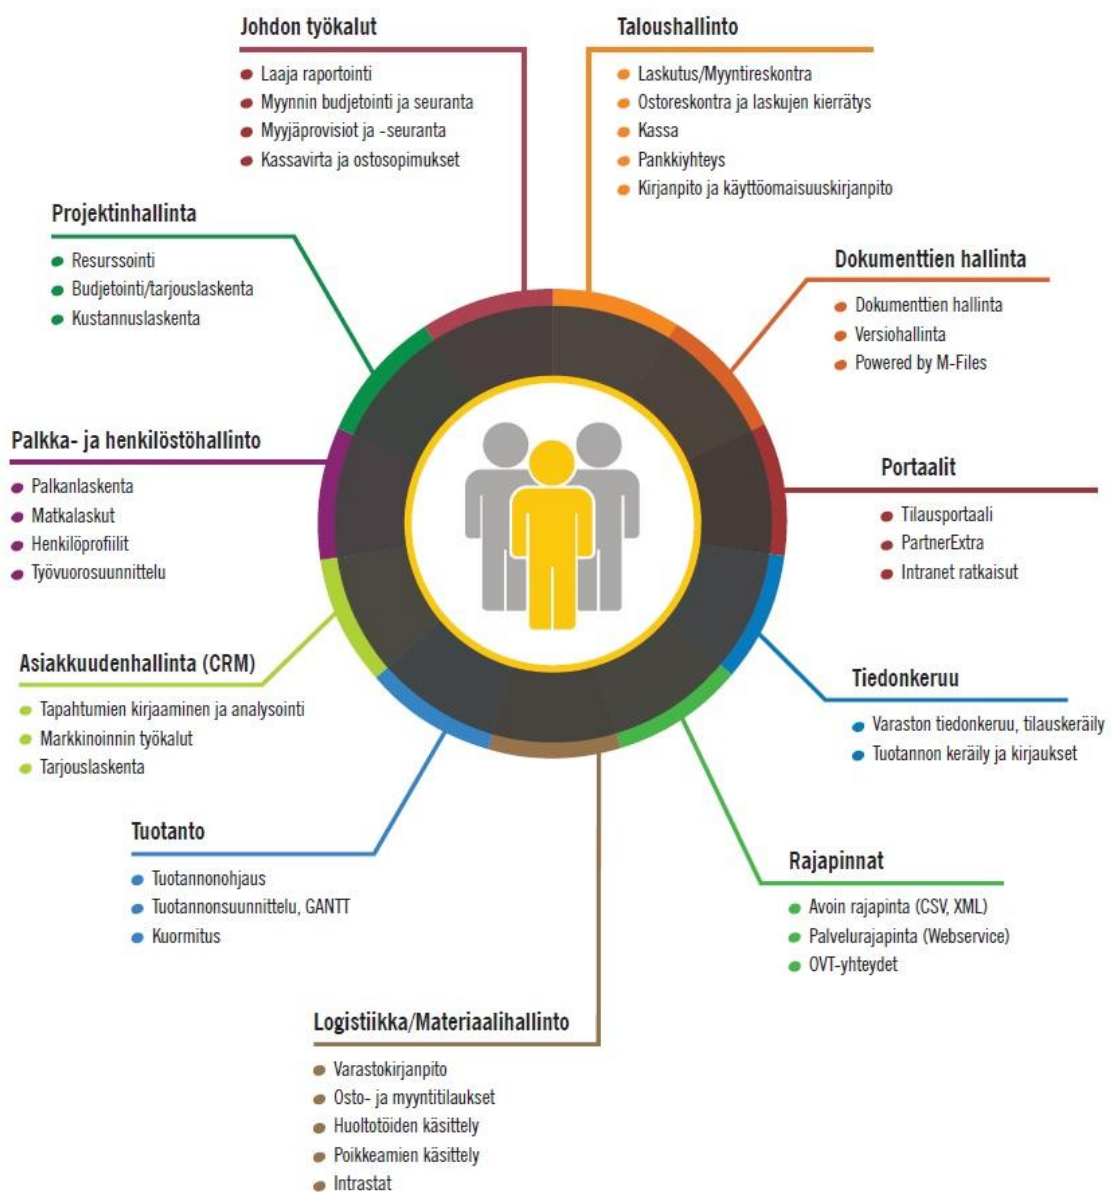 Johdon työkalut
Laaja raportointi
Myynnin budjetointi ja seuranta
Myyjäprovisiot ja -seuranta
Kassavirta ja ostosopimukset
Taloushallinto
Laskutus/Myyntireskontra
Ostoreskontra ja laskujen kierrätys
Kassa
Pankkiyhteys
Kirjanpito ja käyttöomaisuuskirjanpito
Projektinhallinta
Resurssointi
Budjetointi/tarjouslaskenta
Kustannuslaskenta
Dokumenttien hallinta
Dokumenttien hallinta
Versiohallinta
Powered by M-Files
Palkka- ja henkilöstöhallinto
Palkanlaskenta
Matkalaskut
Henkilöprofiilit
Työvuorosuunnittelu
Portaalit
Tilausportaali
PartnerExtra
Intranet ratkaisut
Asiakkuudenhallinta (CRM)
Tapahtumien kirjaaminen ja analysointi
Markkinoinnin työkalut
Tarjouslaskenta
Tiedonkeruu
Varaston tiedonkeruu, tilauskeräily
Tuotannon keräily ja kirjaukset
Tuotanto
Tuotannonohjaus
Tuotannonsuunnittelu, GANTT
Kuormitus
Rajapinnat
Avoin rajapinta (CSV, XML)
Palvelurajapinta (Webservice)
OVT-yhteydet
Logistiikka/Materiaalihallinto
Varastokirjanpito
Osto- ja myyntitilaukset
Huoltotöiden käsittely
Poikkeamien käsittely
Intrastat